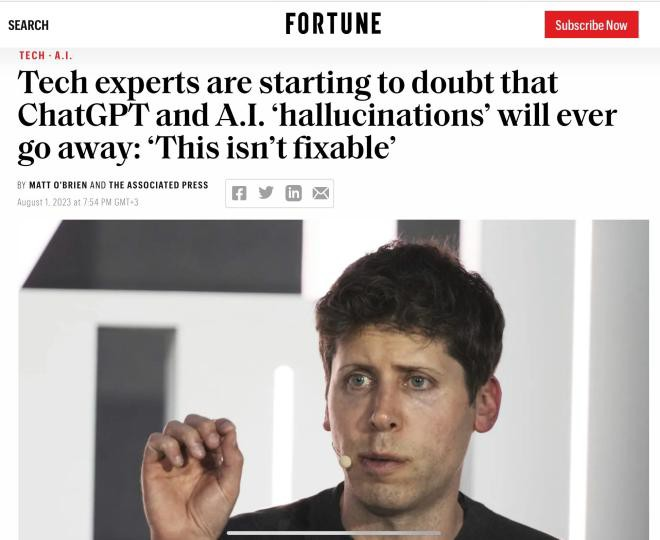 SEARCH
FORTUNE
Subscribe Now
TECH · A.I.
Tech experts are starting to doubt that
ChatGPT and A.I. ‘hallucinations’ will ever
go away: ‘This isn’t fixable’
BY MATT O'BRIEN AND THE ASSOCIATED PRESS
August 1, 2023 at 7:54 PM GMT+3